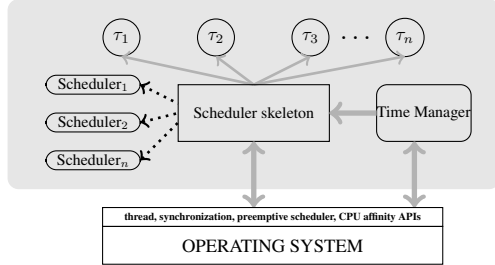 τ1 τ2 τ3 ··· τn
Scheduler1
Scheduler2
Schedulern
Scheduler skeleton
Time Manager
thread, synchronization, preemptive scheduler, CPU affinity APIs
OPERATING SYSTEM